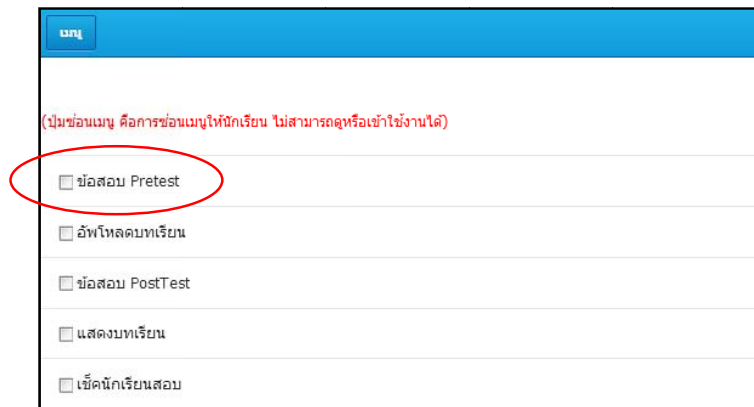 เมนู
(ปุ่มซ่อนเมนู คือการซ่อนเมนูให้นักเรียน ไม่สามารถดูหรือเข้าใช้งานได้)
ข้อสอบ Pretest
อัพโหลดบทเรียน
ข้อสอบ PostTest
แสดงบทเรียน
เช็คนักเรียนสอบ